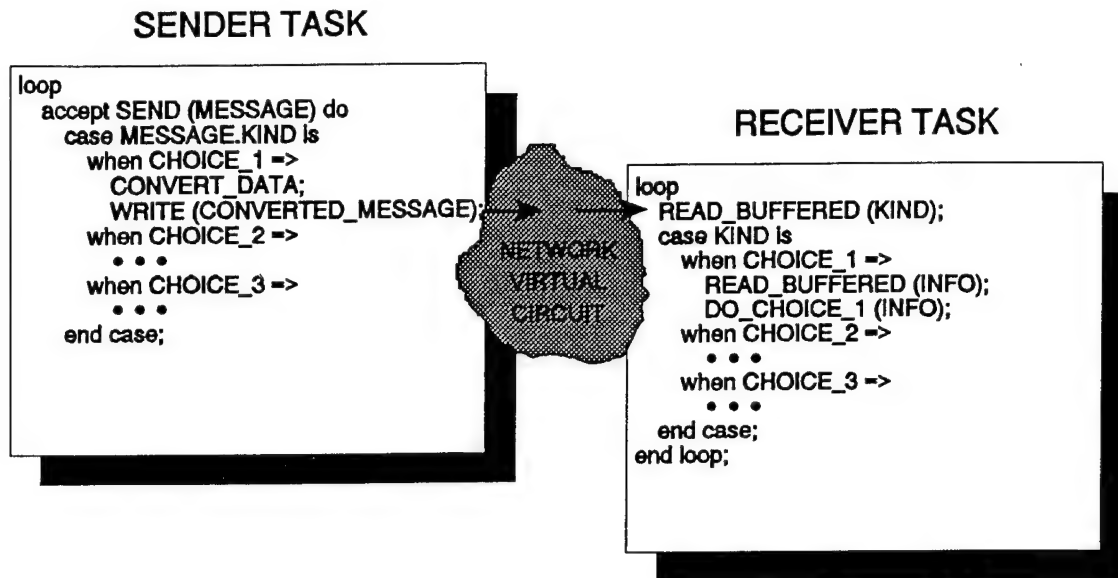 SENDER TASK
loop
accept SEND (MESSAGE) do
case MESSAGE.KIND is
when CHOICE_1 =>
CONVERT_DATA;
WRITE (CONVERTED_MESSAGE);
when CHOICE_2 =>
• • •
when CHOICE_3 =>
• • •
end case;
NETWORK
VIRTUAL
CIRCUIT
RECEIVER TASK
loop
READ_BUFFERED (KIND);
case KIND is
when CHOICE_1 =>
READ_BUFFERED (INFO);
DO_CHOICE_1 (INFO);
when CHOICE_2 =>
• • •
when CHOICE_3 =>
• • •
end case;
end loop;